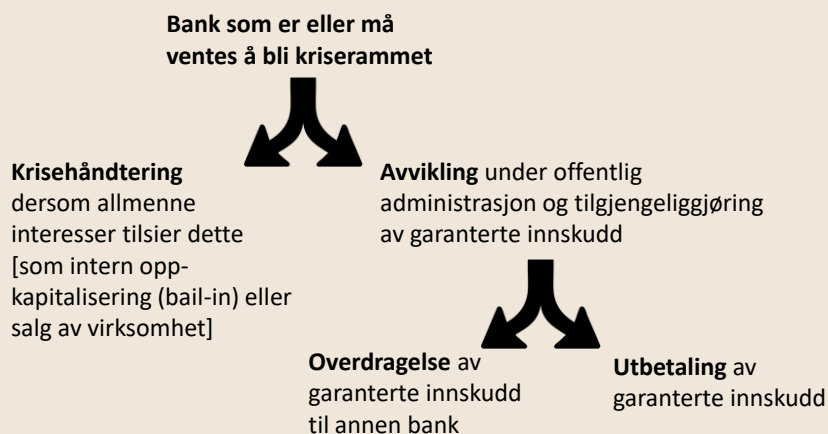 Bank som er eller må
ventes å bli kriserammet
Krisehåndtering
dersom allmenne
interesser tilsier dette
[som intern opp-
kapitalisering (bail-in) eller
salg av virksomhet]
Avvikling under offentlig
administrasjon og tilgjengeliggjøring
av garanterte innskudd
Overdragelse av
garanterte innskudd
til annen bank
Utbetaling av
garanterte innskudd